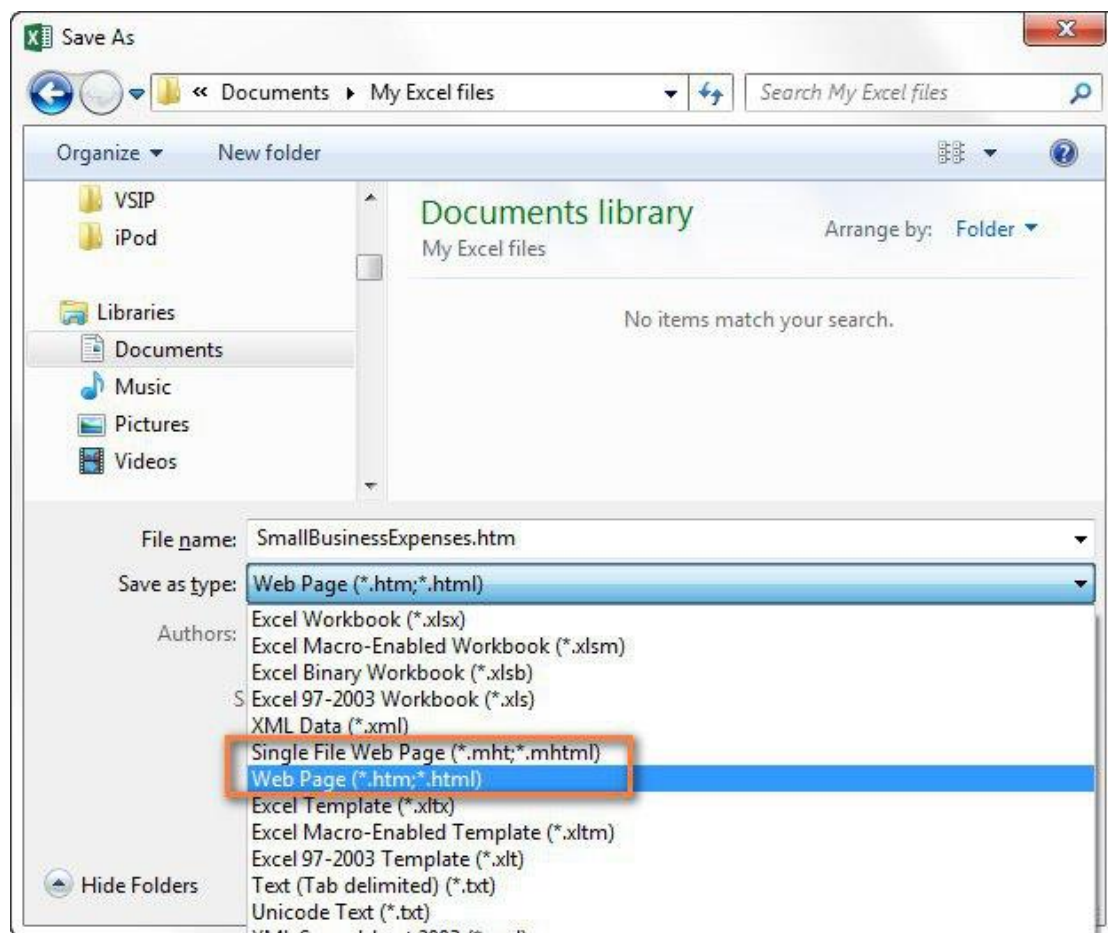 Save As
« Documents ▸ My Excel files
Search My Excel files
Organize
New folder
VSIP
iPod
Libraries
Documents
Music
Pictures
Videos
Documents library
My Excel files
Arrange by: Folder
No items match your search.
File name: SmallBusinessExpenses.htm
Save as type: Web Page (*.htm;*.html)
Authors:
Excel Workbook (*.xlsx)
Excel Macro-Enabled Workbook (*.xlsm)
Excel Binary Workbook (*.xlsb)
S Excel 97-2003 Workbook (*.xls)
XML Data (*.xml)
Single File Web Page (*.mht;*.mhtml)
Web Page (*.htm;*.html)
Excel Template (*.xltx)
Excel Macro-Enabled Template (*.xltm)
Excel 97-2003 Template (*.xlt)
Text (Tab delimited) (*.txt)
Unicode Text (*.txt)
Hide Folders